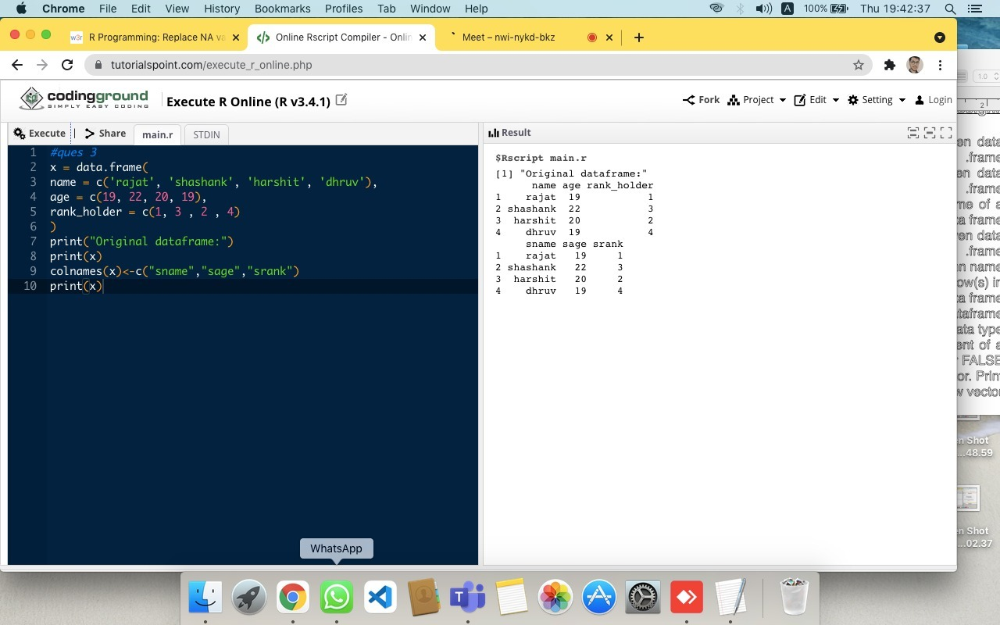 Chrome File Edit View History Bookmarks Profiles Tab Window Help A 100% Thu 19:42:37
w3r R Programming: Replace NA va
Online Rscript Compiler - Onlin
Meet – nwi-nykd-bkz
tutorialspoint.com/execute_r_online.php
codingground
SIMPLY EASY CODING
Execute R Online (R v3.4.1)
Fork Project Edit Setting Login
Execute Share main.r STDIN
1 #ques 3
2 x = data.frame(
3 name = c('rajat', 'shashank', 'harshit', 'dhruv'),
4 age = c(19, 22, 20, 19),
5 rank_holder = c(1, 3 , 2 , 4)
6 )
7 print("Original dataframe:")
8 print(x)
9 colnames(x)<-c("sname","sage","srank")
10 print(x)
Result
$Rscript main.r
[1] "Original dataframe:"
name age rank_holder
1 rajat 19 1
2 shashank 22 3
3 harshit 20 2
4 dhruv 19 4
sname sage srank
1 rajat 19 1
2 shashank 22 3
3 harshit 20 2
4 dhruv 19 4
1.0
2
en data
.frame
en data
.frame
me of a
ta frame
en data
.frame
n name
ow(s) in
ta frame
taframe
ata type
ent of a
FALSE
or. Prin
w vector
n Shot
...48.59
n Shot
...02.37
WhatsApp